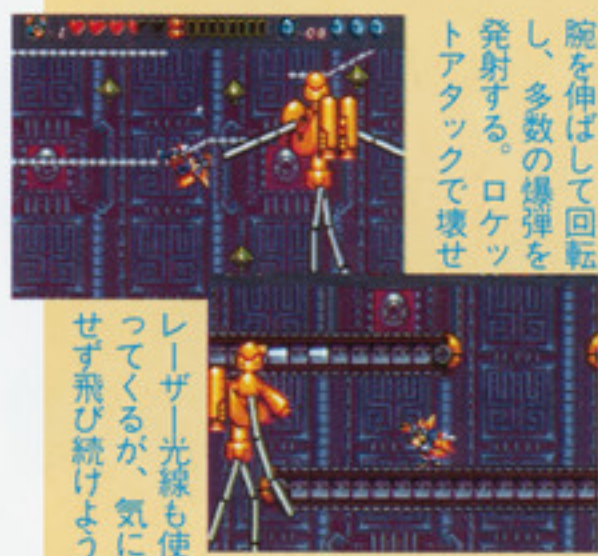 腕を伸ばして回転
し、多数の爆弾を
発射する。ロケッ
トアタックで壊せ
レーザー光線も使
ってくるが、気に
せず飛び続けよう